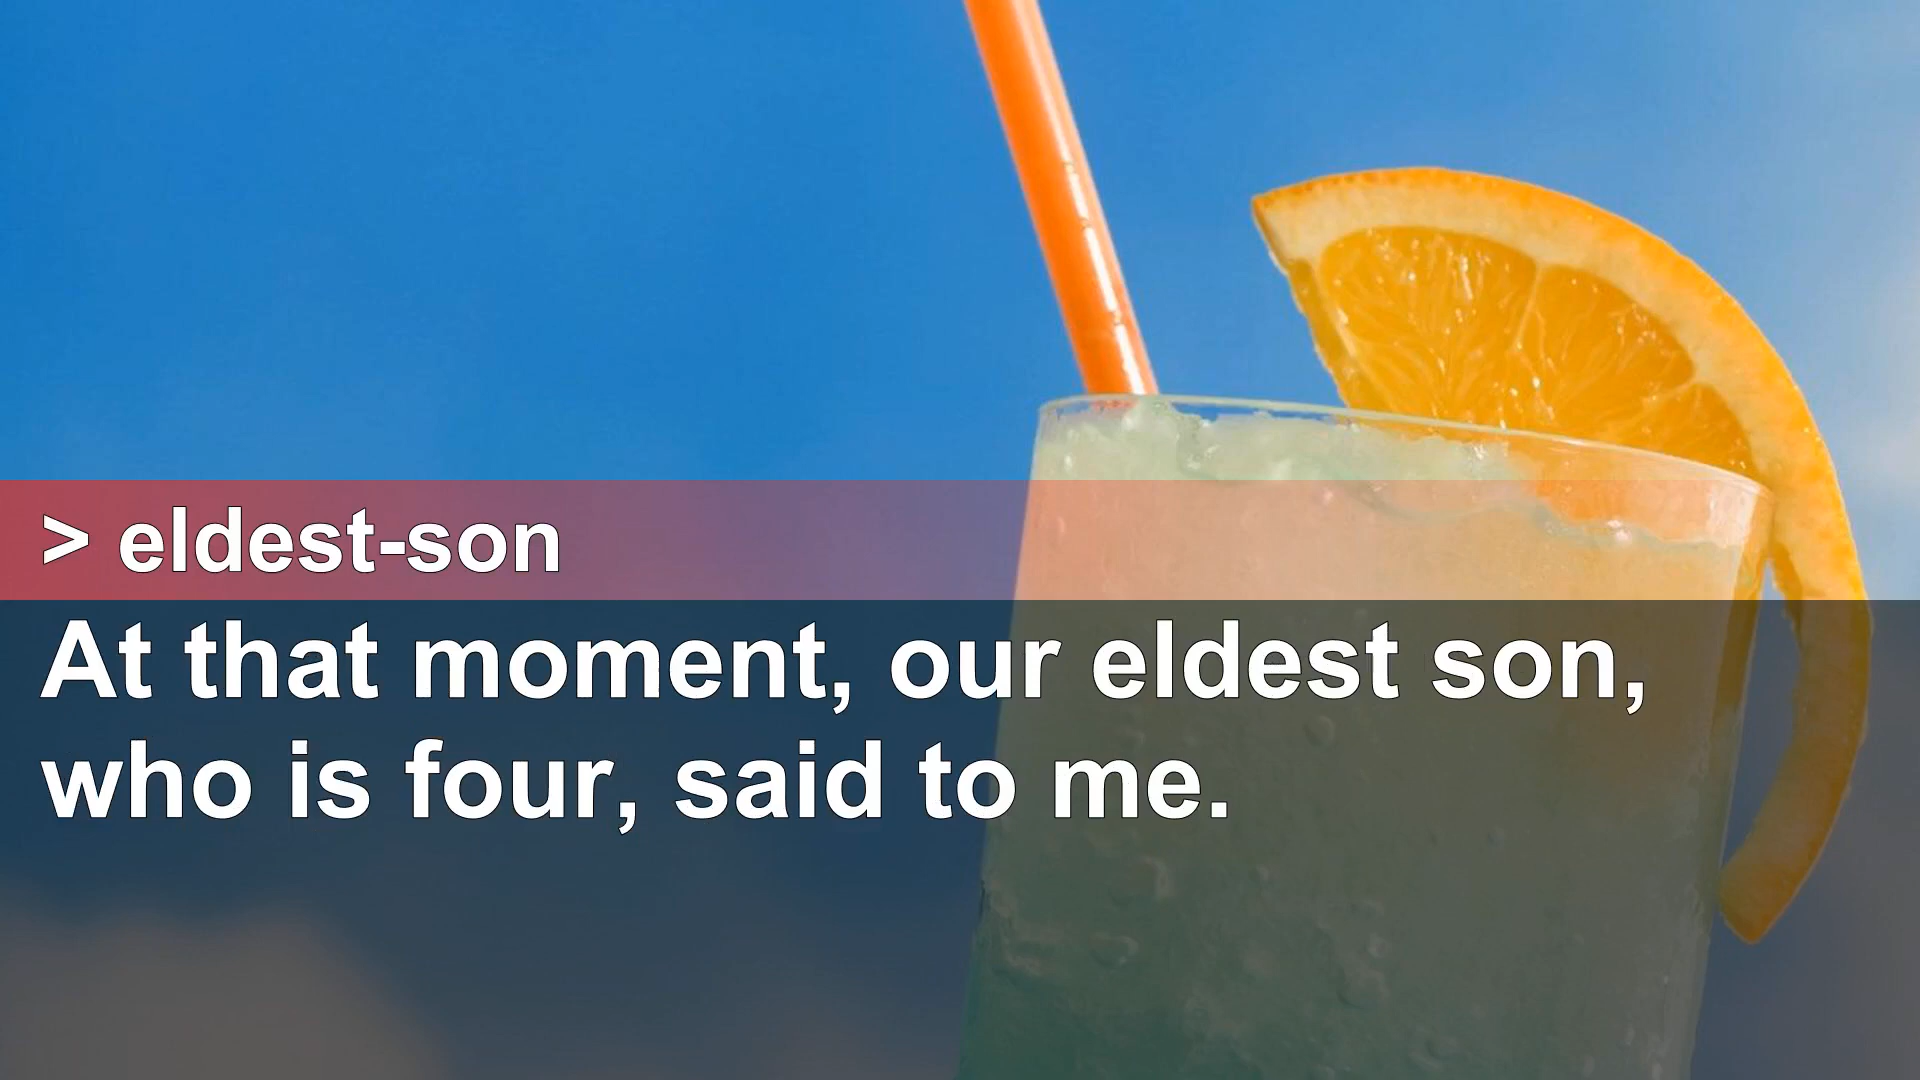 > eldest-son
At that moment, our eldest son,
who is four, said to me.